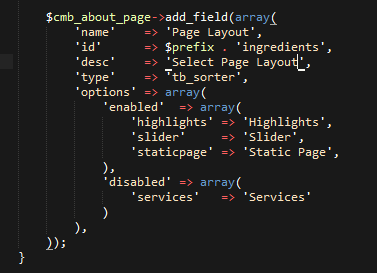 $cmb_about_page->add_field(array(
'name' => 'Page Layout',
'id' => $prefix . 'ingredients',
'desc' => 'Select Page Layout',
'type' => 'tb_sorter',
'options' => array(
'enabled' => array(
'highlights' => 'Highlights',
'slider' => 'Slider',
'staticpage' => 'Static Page',
),
'disabled' => array(
'services' => 'Services'
)
),
));
}